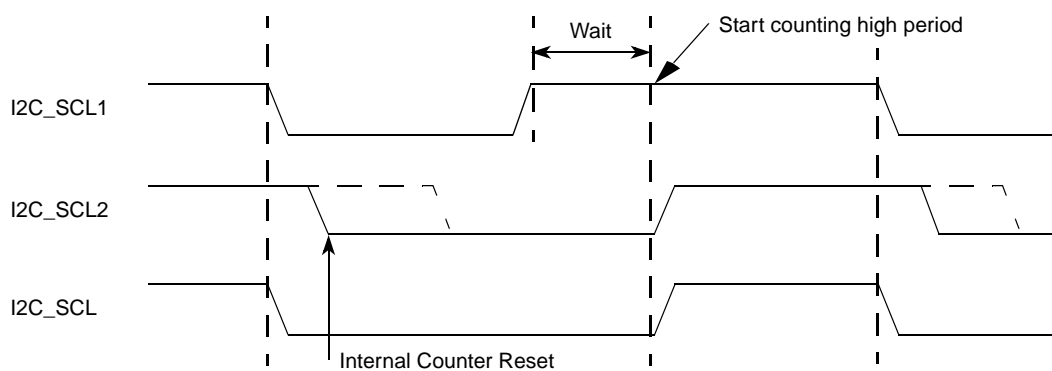 Wait
Start counting high period
I2C_SCL1
I2C_SCL2
I2C_SCL
Internal Counter Reset